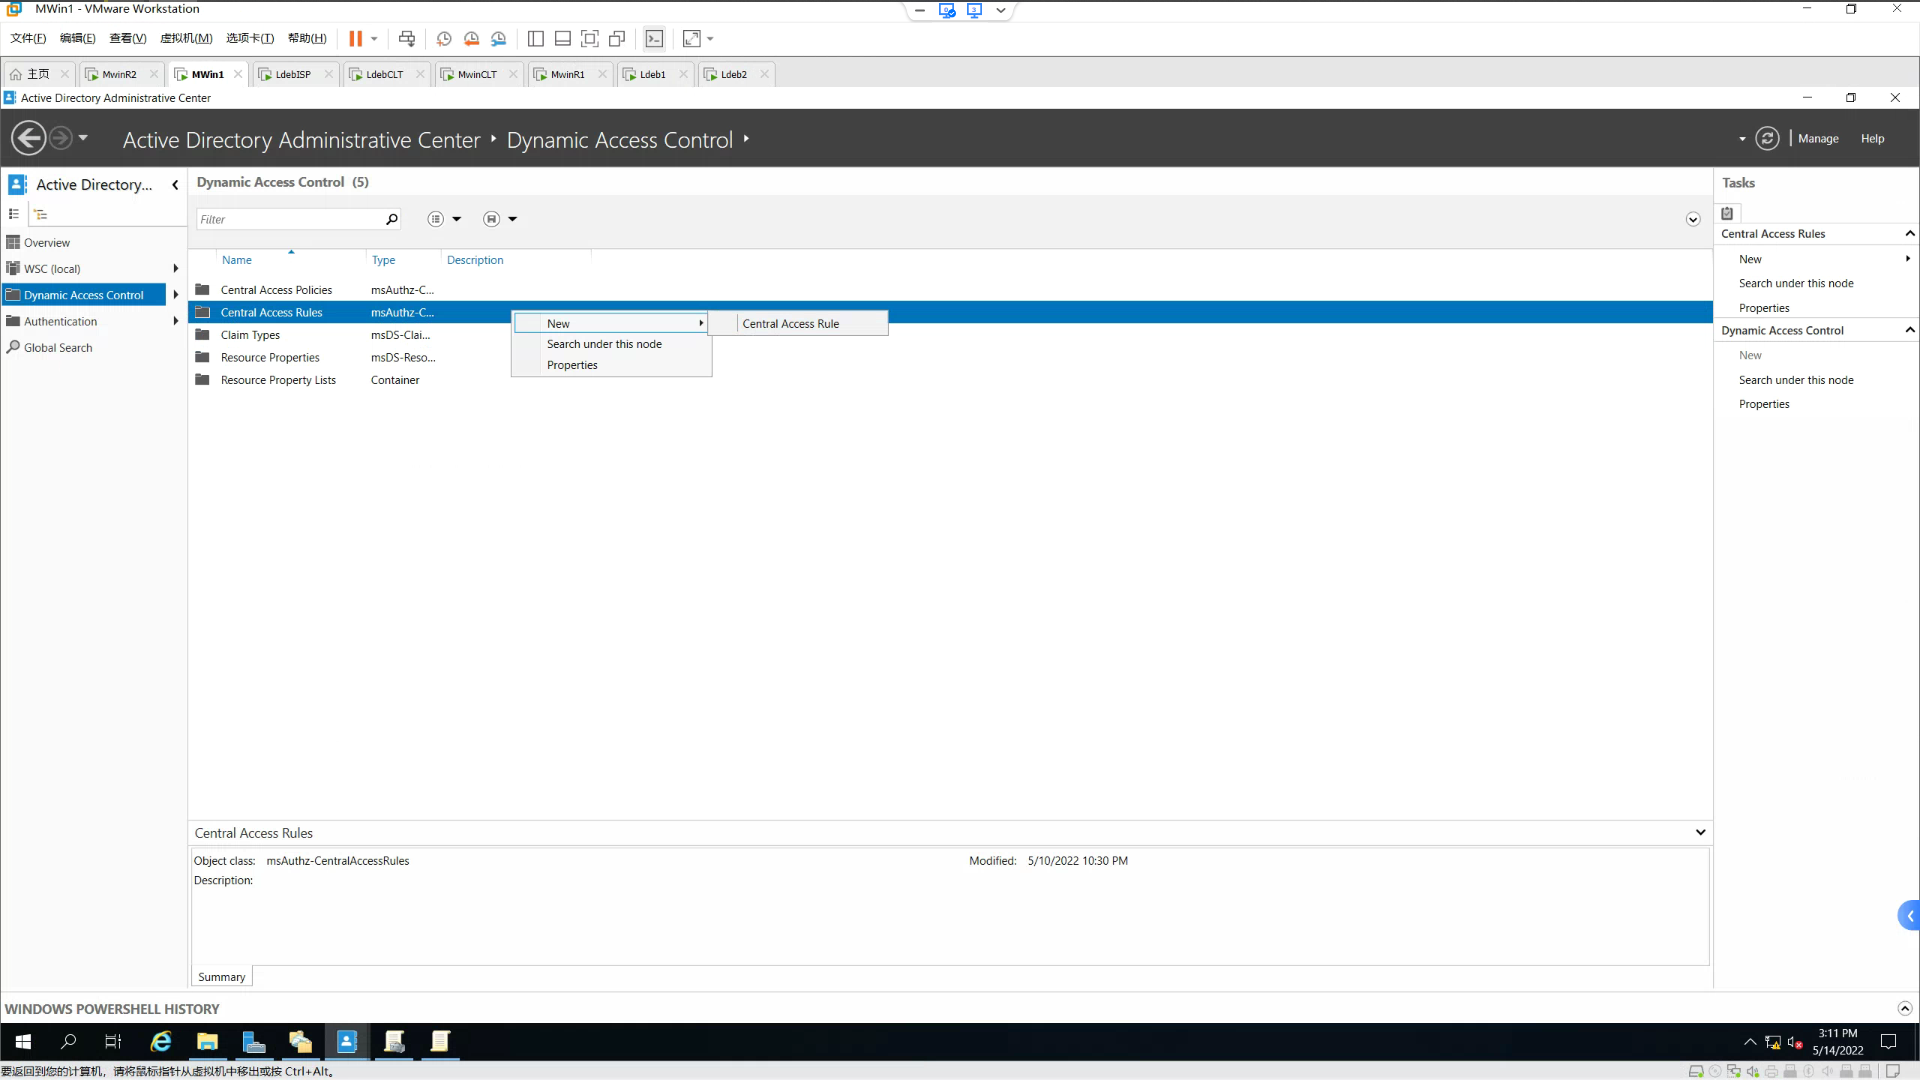 MWin1 - VMware Workstation
文件(F) 编辑(E) 查看(V) 虚拟机(M) 选项卡(T) 帮助(H)
主页 MwinR2 MWin1 LdebISP LdebCLT MwinCLT MwinR1 Ldeb1 Ldeb2
Active Directory Administrative Center
Active Directory Administrative Center Dynamic Access Control
Manage Help
Active Directory...
Overview
WSC (local)
Dynamic Access Control
Authentication
Global Search
Dynamic Access Control (5)
Filter
Name Type Description
Central Access Policies msAuthz-C...
Central Access Rules msAuthz-C...
Claim Types msDS-Clai...
Resource Properties msDS-Reso...
Resource Property Lists Container
New
Search under this node
Properties
Central Access Rule
Tasks
Central Access Rules
New
Search under this node
Properties
Dynamic Access Control
New
Search under this node
Properties
Central Access Rules
Object class: msAuthz-CentralAccessRules Modified: 5/10/2022 10:30 PM
Description:
Summary
WINDOWS POWERSHELL HISTORY
3:11 PM
5/14/2022
要返回到您的计算机，请将鼠标指针从虚拟机中移出或按 Ctrl+Alt。